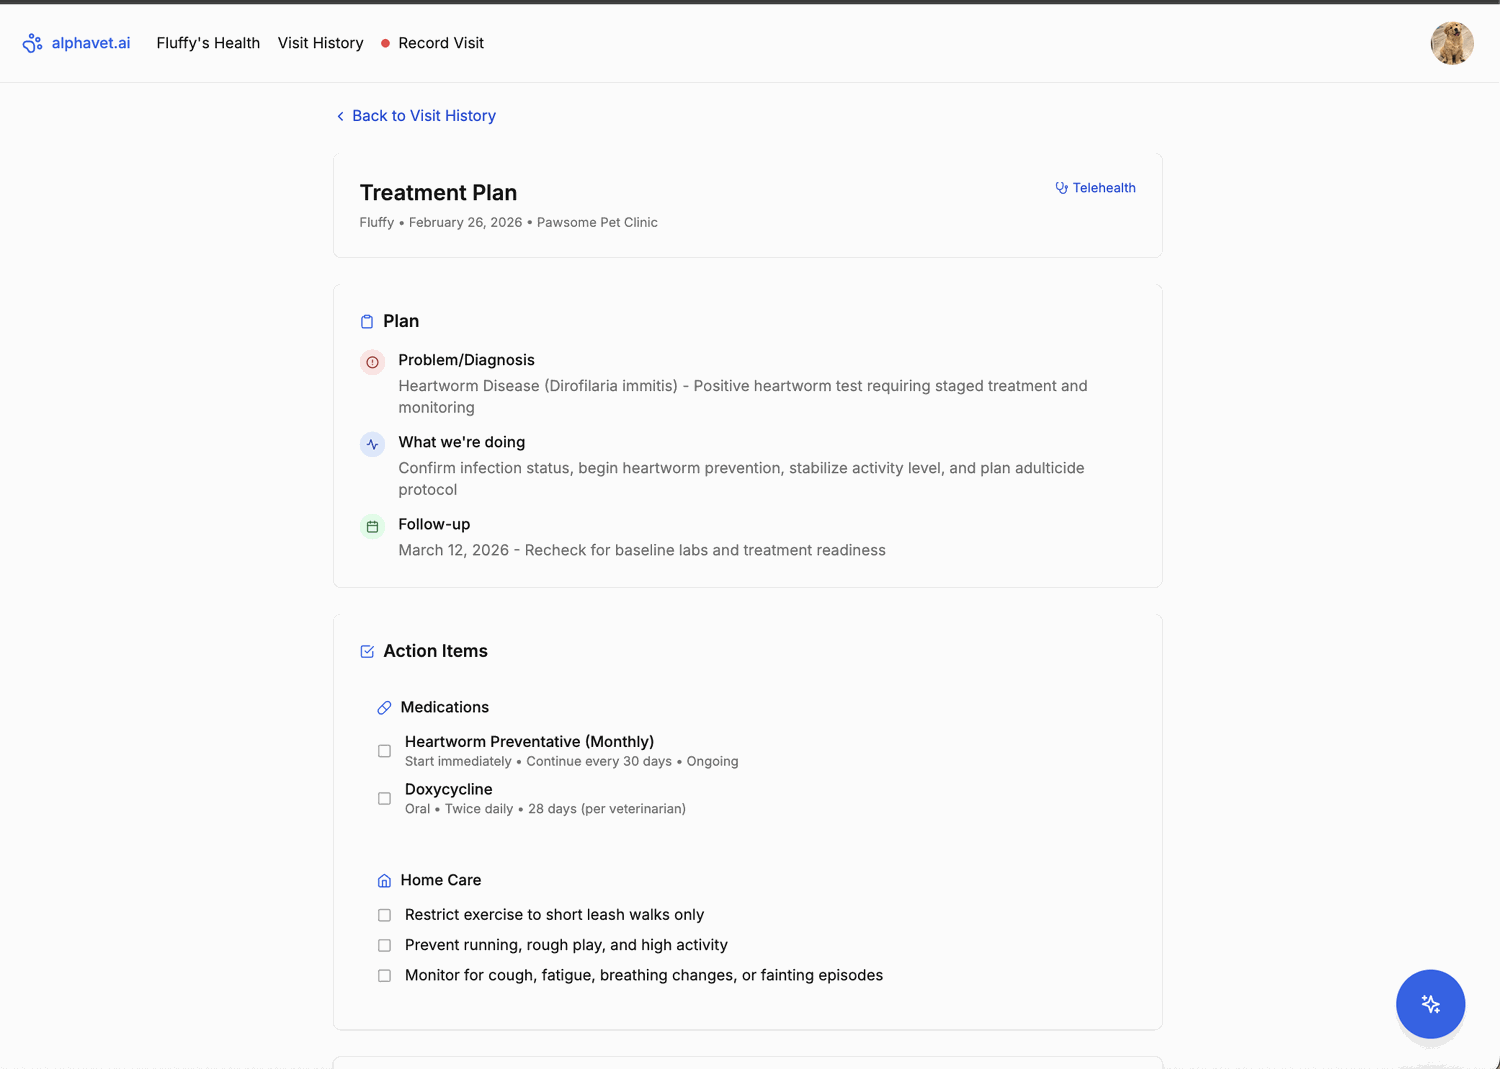 alphavet.ai Fluffy's Health Visit History Record Visit
Back to Visit History
Treatment Plan
Telehealth
Fluffy • February 26, 2026 • Pawsome Pet Clinic
Plan
Problem/Diagnosis
Heartworm Disease (Dirofilaria immitis) - Positive heartworm test requiring staged treatment and
monitoring
What we're doing
Confirm infection status, begin heartworm prevention, stabilize activity level, and plan adulticide
protocol
Follow-up
March 12, 2026 - Recheck for baseline labs and treatment readiness
Action Items
Medications
Heartworm Preventative (Monthly)
Start immediately • Continue every 30 days • Ongoing
Doxycycline
Oral • Twice daily • 28 days (per veterinarian)
Home Care
Restrict exercise to short leash walks only
Prevent running, rough play, and high activity
Monitor for cough, fatigue, breathing changes, or fainting episodes